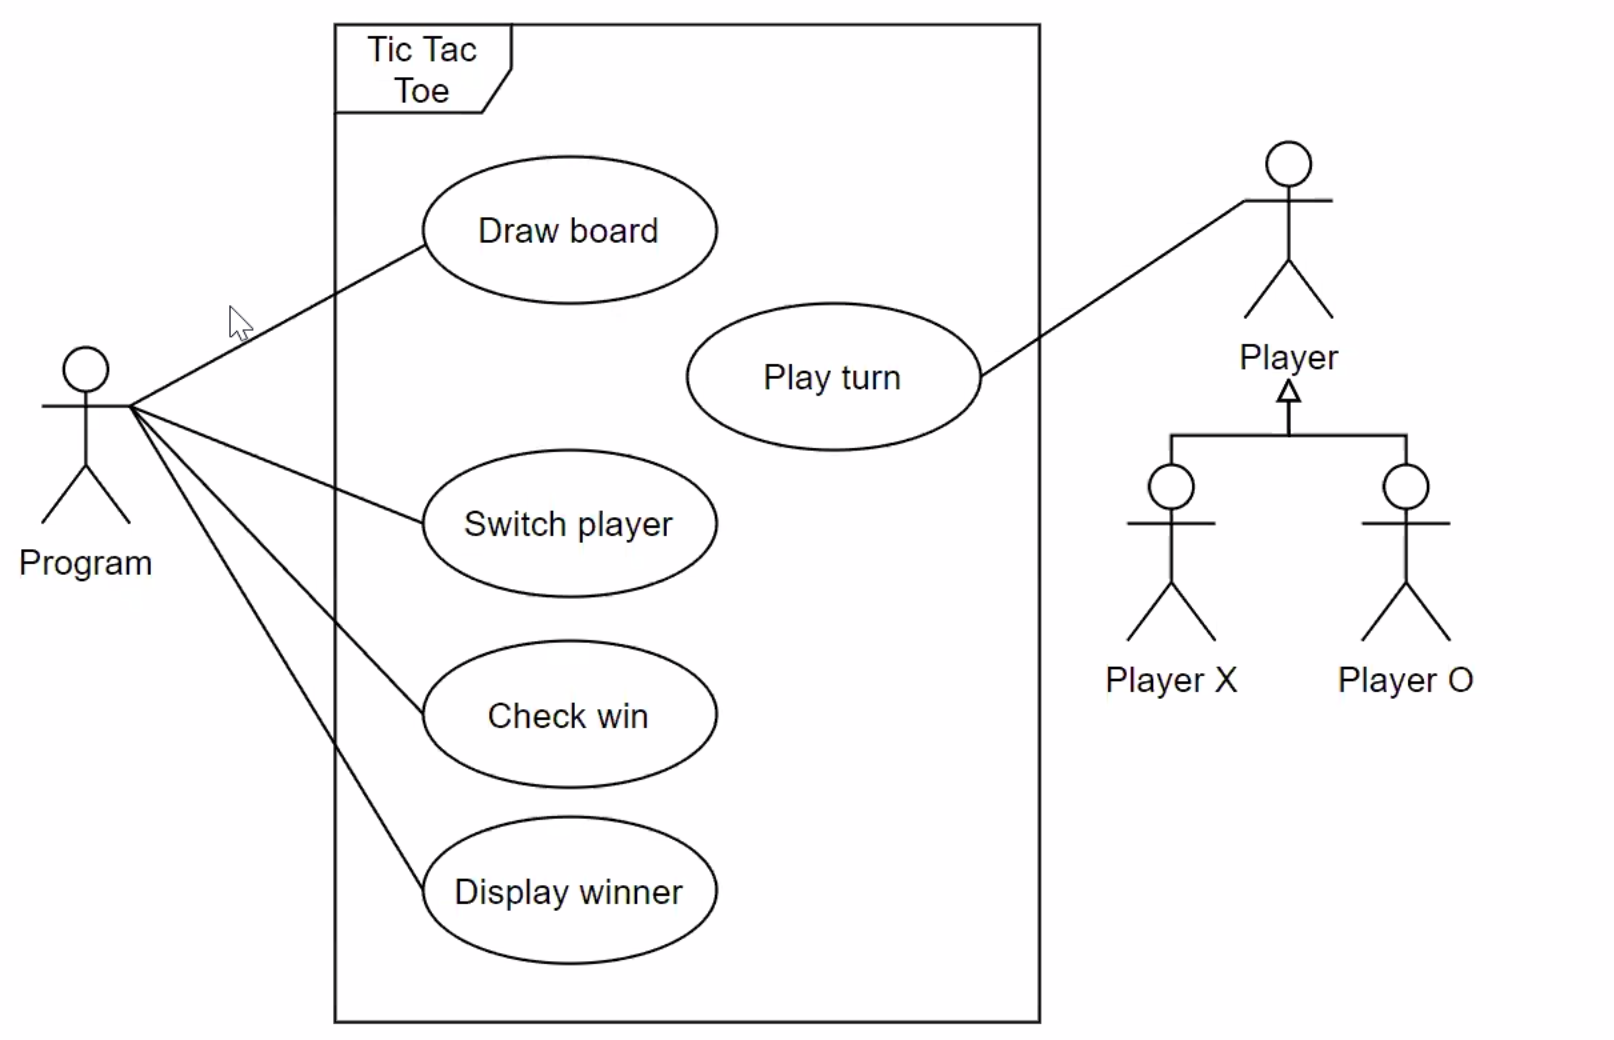 Tic Tac
Toe
Draw board
Play turn
Player
Switch player
Program
Player X
Player O
Check win
Display winner